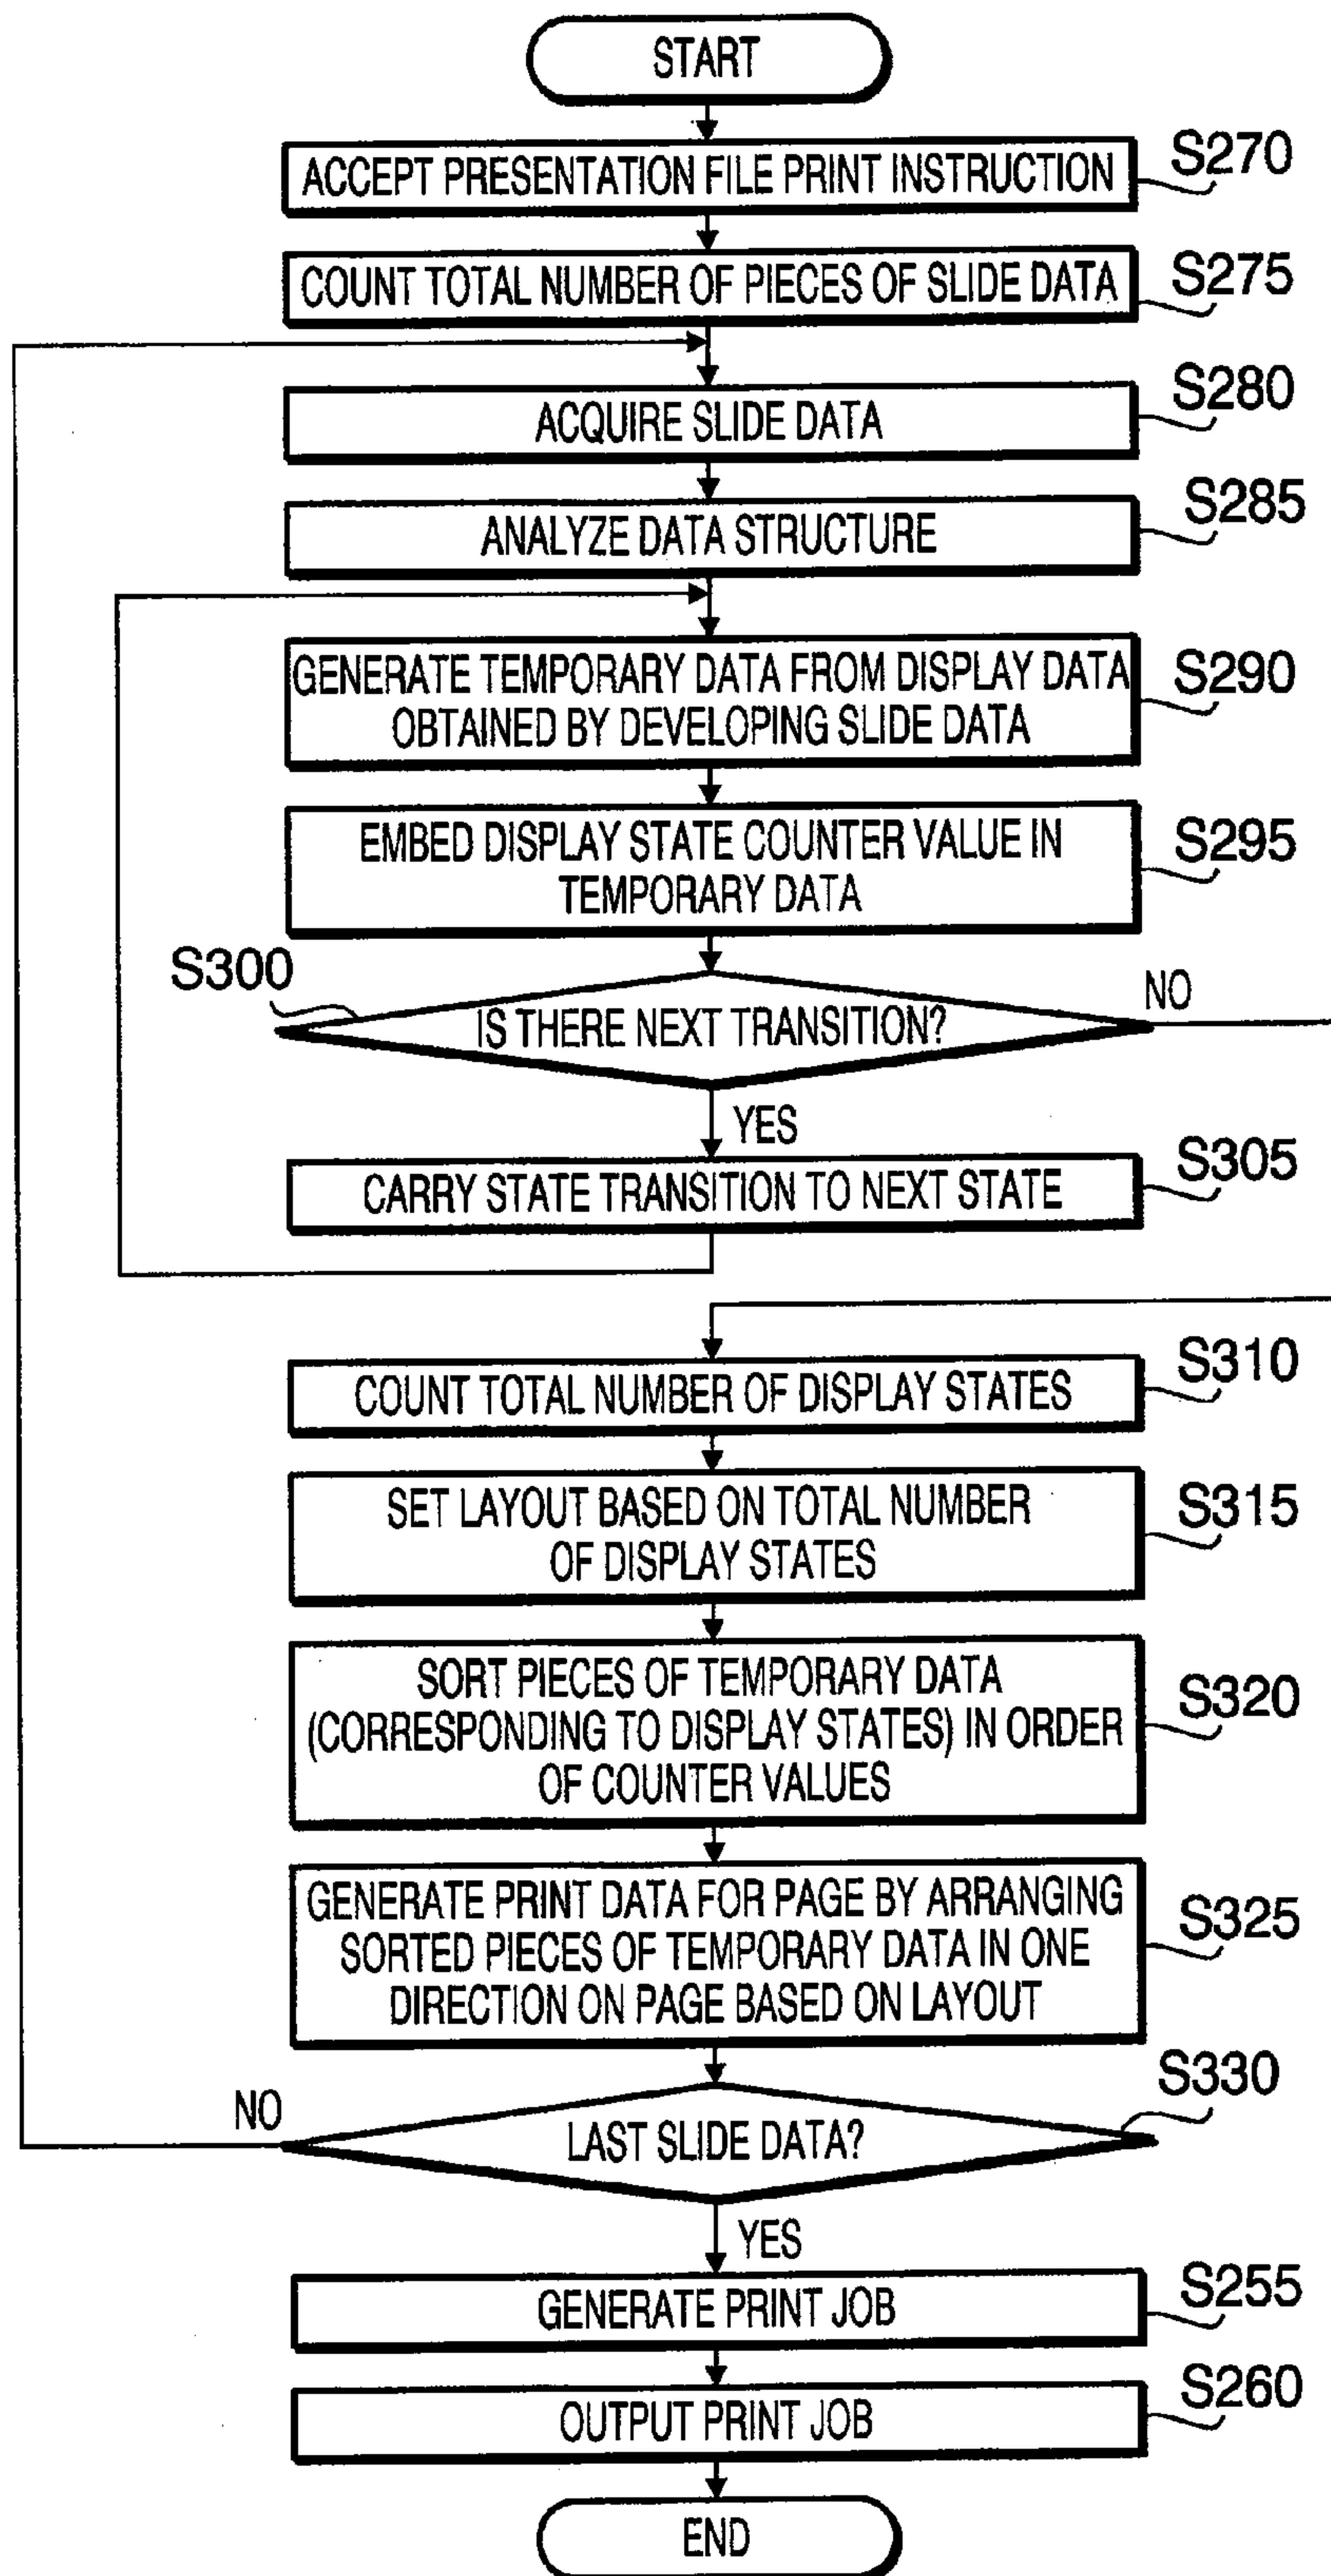 START
ACCEPT PRESENTATION FILE PRINT INSTRUCTION
S270
COUNT TOTAL NUMBER OF PIECES OF SLIDE DATA
S275
ACQUIRE SLIDE DATA
S280
ANALYZE DATA STRUCTURE
S285
GENERATE TEMPORARY DATA FROM DISPLAY DATA
OBTAINED BY DEVELOPING SLIDE DATA
S290
EMBED DISPLAY STATE COUNTER VALUE IN
TEMPORARY DATA
S295
S300
IS THERE NEXT TRANSITION?
NO
YES
CARRY STATE TRANSITION TO NEXT STATE
S305
COUNT TOTAL NUMBER OF DISPLAY STATES
S310
SET LAYOUT BASED ON TOTAL NUMBER
OF DISPLAY STATES
S315
SORT PIECES OF TEMPORARY DATA
(CORRESPONDING TO DISPLAY STATES) IN ORDER
OF COUNTER VALUES
S320
GENERATE PRINT DATA FOR PAGE BY ARRANGING
SORTED PIECES OF TEMPORARY DATA IN ONE
DIRECTION ON PAGE BASED ON LAYOUT
S325
NO
LAST SLIDE DATA?
S330
YES
GENERATE PRINT JOB
S255
OUTPUT PRINT JOB
S260
END